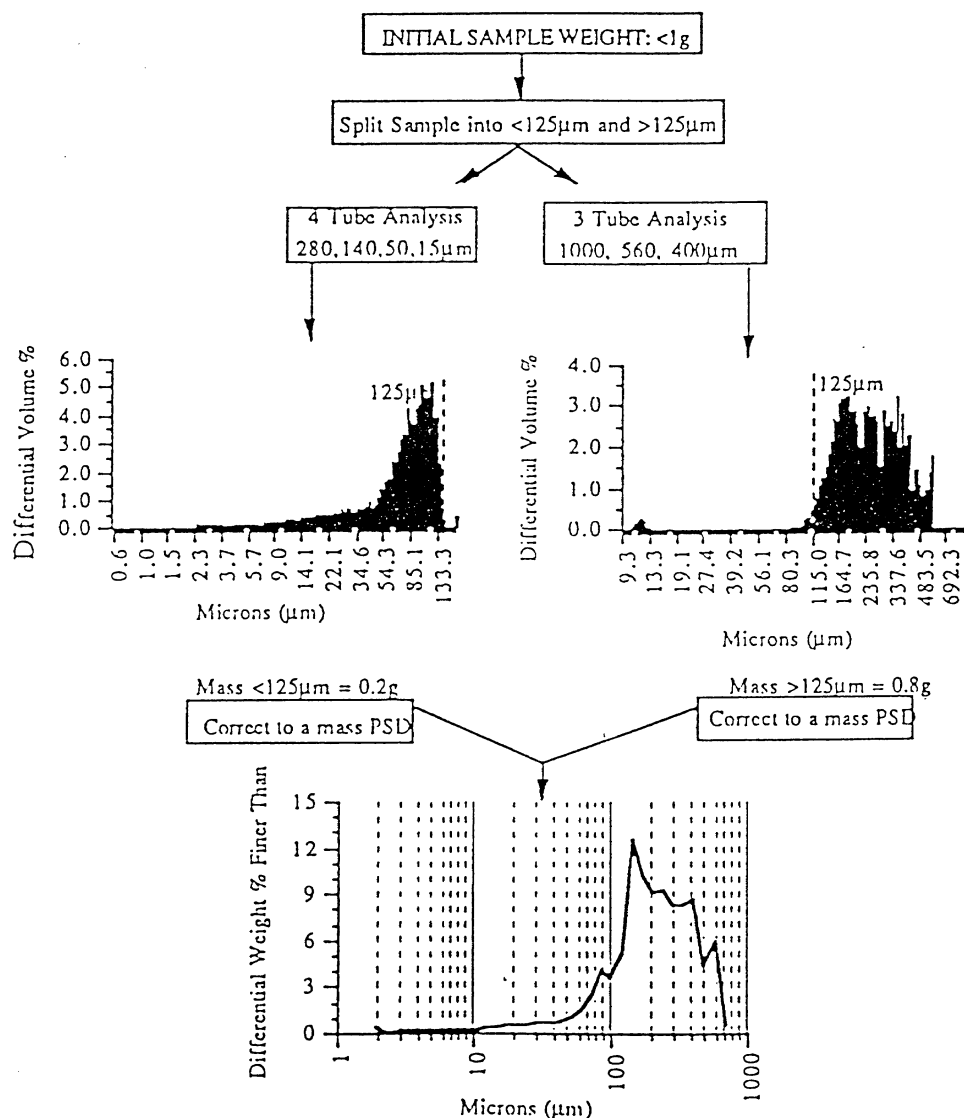 INITIAL SAMPLE WEIGHT: <1g
Split Sample into <125µm and >125µm
4 Tube Analysis
280,140,50,15µm
3 Tube Analysis
1000, 560, 400µm
Differential Volume %
6.0
5.0
4.0
3.0
2.0
1.0
0.0
125µm
0.6
1.0
1.5
2.3
3.7
5.7
9.0
14.1
22.1
34.6
54.3
85.1
133.3
Microns (µm)
Differential Volume %
4.0
3.0
2.0
1.0
0.0
125µm
9.3
13.3
19.1
27.4
39.2
56.1
80.3
115.0
164.7
235.8
337.6
483.5
692.3
Microns (µm)
Mass <125µm = 0.2g
Correct to a mass PSD
Mass >125µm = 0.8g
Correct to a mass PSD
Differential Weight % Finer Than
15
12
9
6
3
0
1
10
100
1000
Microns (µm)